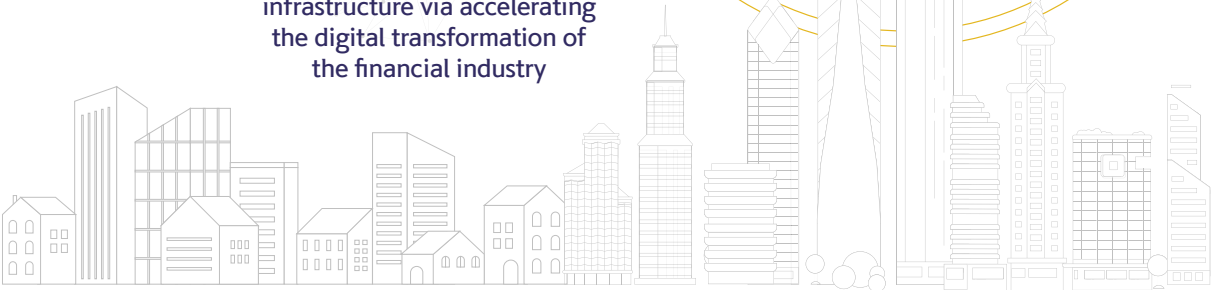 infrastructure via accelerating
the digital transformation of
the financial industry